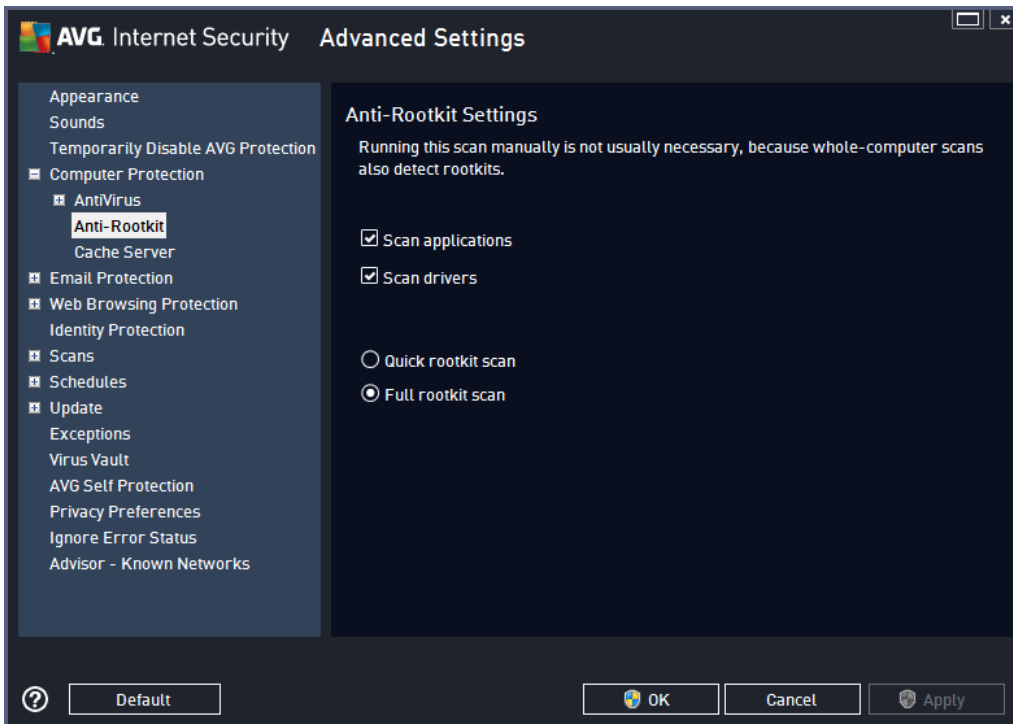 AVG. Internet Security Advanced Settings
Appearance
Sounds
Temporarily Disable AVG Protection
Computer Protection
AntiVirus
Anti-Rootkit
Cache Server
Email Protection
Web Browsing Protection
Identity Protection
Scans
Schedules
Update
Exceptions
Virus Vault
AVG Self Protection
Privacy Preferences
Ignore Error Status
Advisor - Known Networks
Anti-Rootkit Settings
Running this scan manually is not usually necessary, because whole-computer scans
also detect rootkits.
Scan applications
Scan drivers
Quick rootkit scan
Full rootkit scan
Default
OK
Cancel
Apply